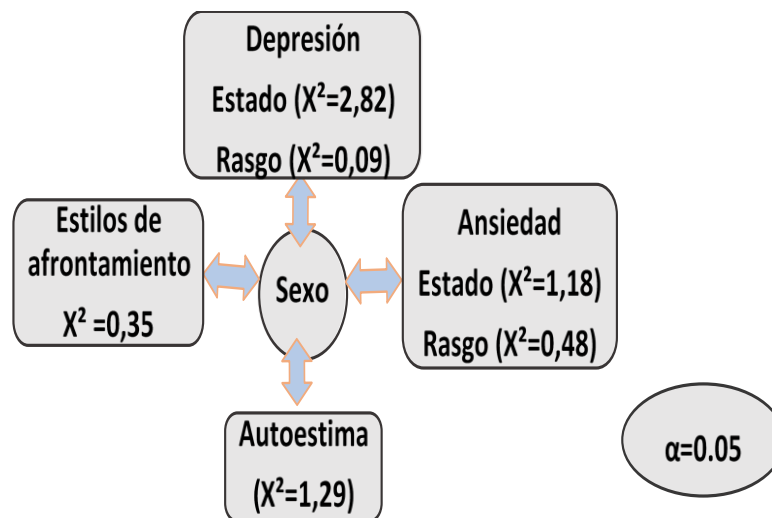 Depresión
Estado (X²=2,82)
Rasgo (X²=0,09)
Estilos de
afrontamiento
X² =0,35
Sexo
Ansiedad
Estado (X²=1,18)
Rasgo (X²=0,48)
Autoestima
(X²=1,29)
α=0.05